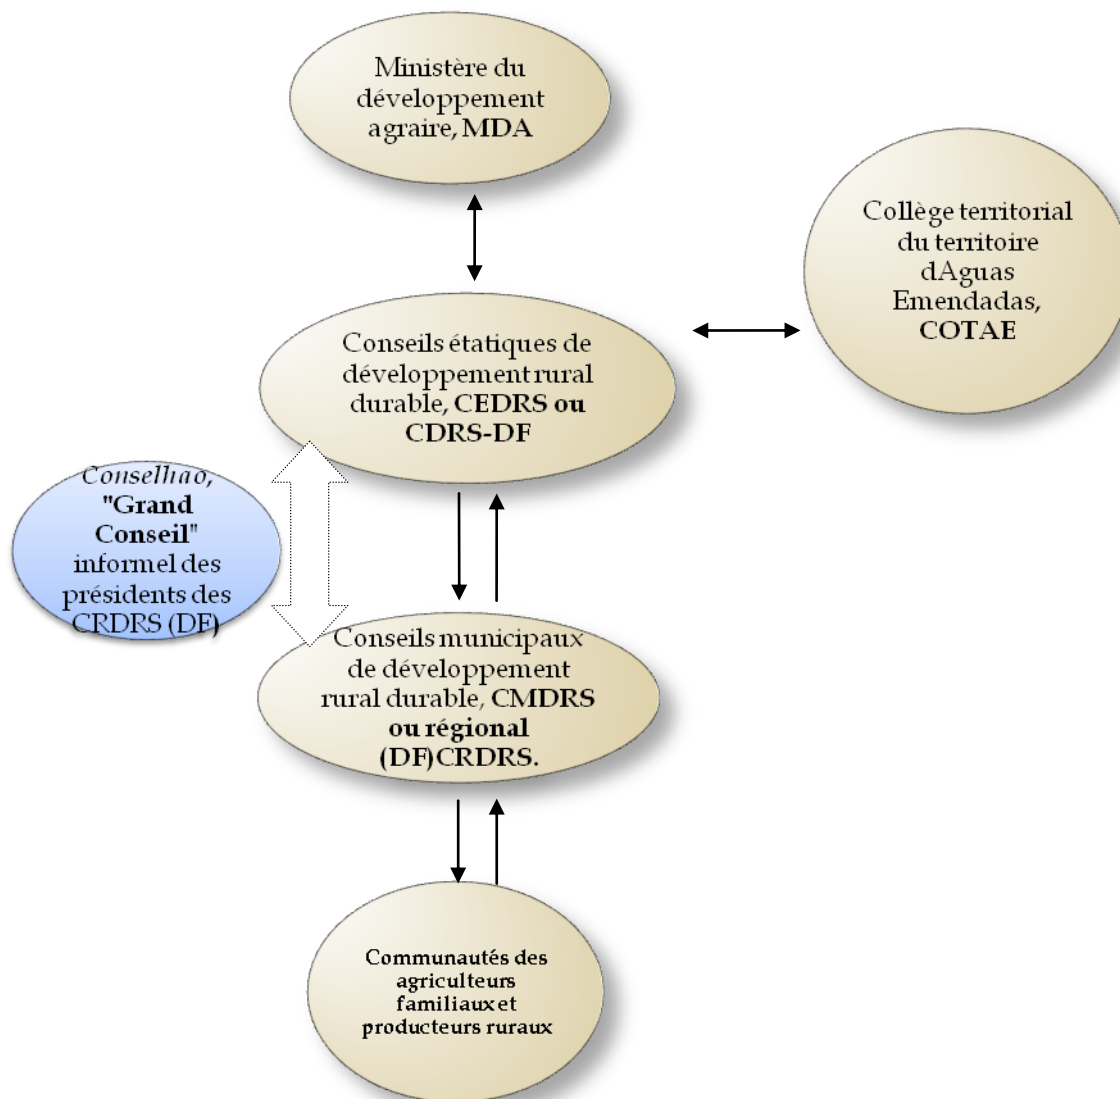 Ministère du
développement
agraire, MDA
Collège territorial
du territoire
dAguas
Emendadas,
COTAE
Conseils étatiques de
développement rural
durable, CEDRS ou
CDRS-DF
Conselhao,
"Grand
Conseil"
informel des
présidents des
CRDRS (DF)
Conseils municipaux
de développement
rural durable, CMDRS
ou régional
(DF)CRDRS.
Communautés des
agriculteurs
familiaux et
producteurs ruraux